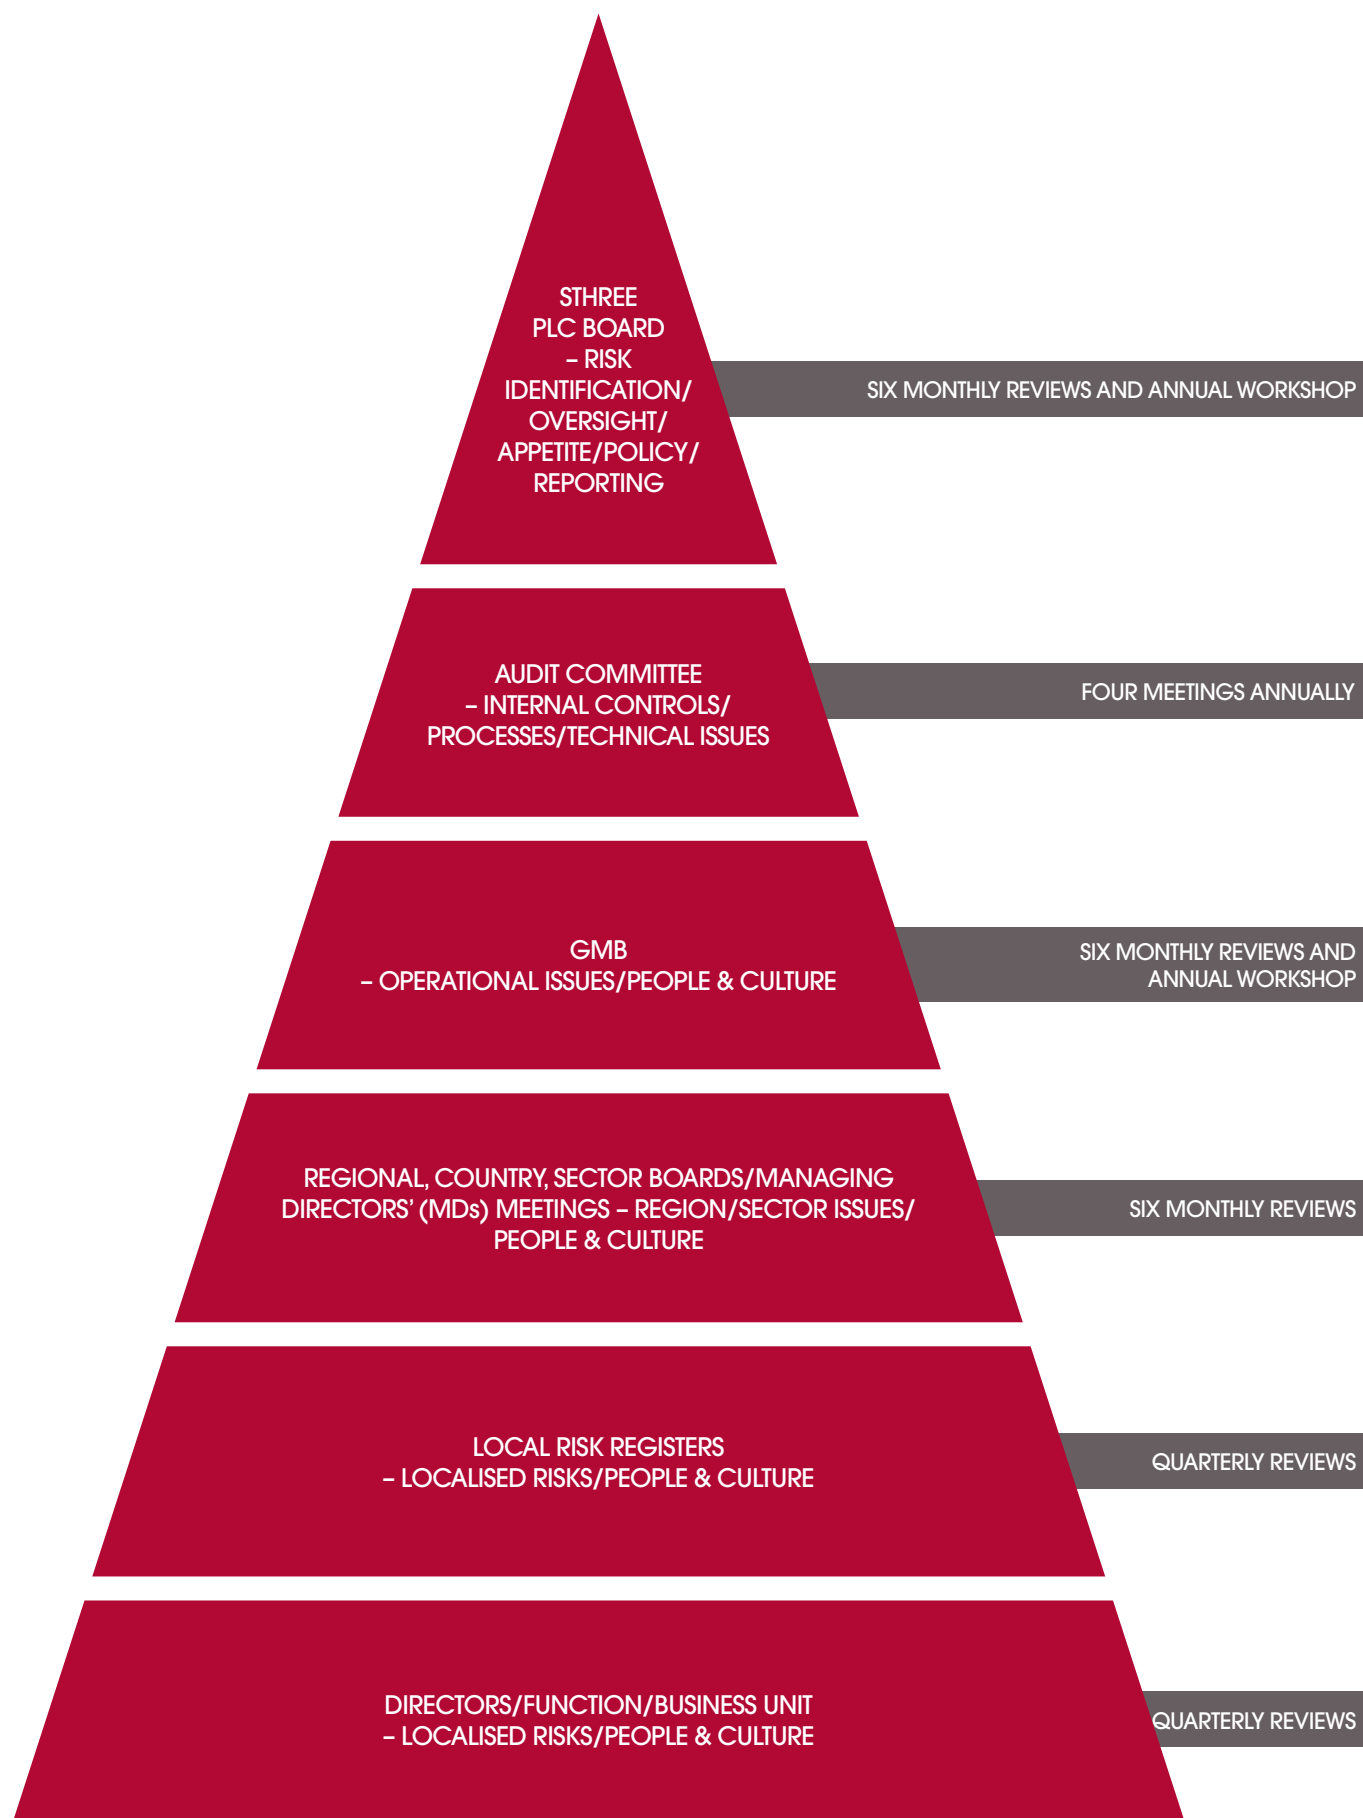 STHREE
PLC BOARD
– RISK
IDENTIFICATION/
OVERSIGHT/
APPETITE/POLICY/
REPORTING
SIX MONTHLY REVIEWS AND ANNUAL WORKSHOP
AUDIT COMMITTEE
– INTERNAL CONTROLS/
PROCESSES/TECHNICAL ISSUES
FOUR MEETINGS ANNUALLY
GMB
– OPERATIONAL ISSUES/PEOPLE & CULTURE
SIX MONTHLY REVIEWS AND
ANNUAL WORKSHOP
REGIONAL, COUNTRY, SECTOR BOARDS/MANAGING
DIRECTORS’ (MDs) MEETINGS – REGION/SECTOR ISSUES/
PEOPLE & CULTURE
SIX MONTHLY REVIEWS
LOCAL RISK REGISTERS
– LOCALISED RISKS/PEOPLE & CULTURE
QUARTERLY REVIEWS
DIRECTORS/FUNCTION/BUSINESS UNIT
– LOCALISED RISKS/PEOPLE & CULTURE
QUARTERLY REVIEWS